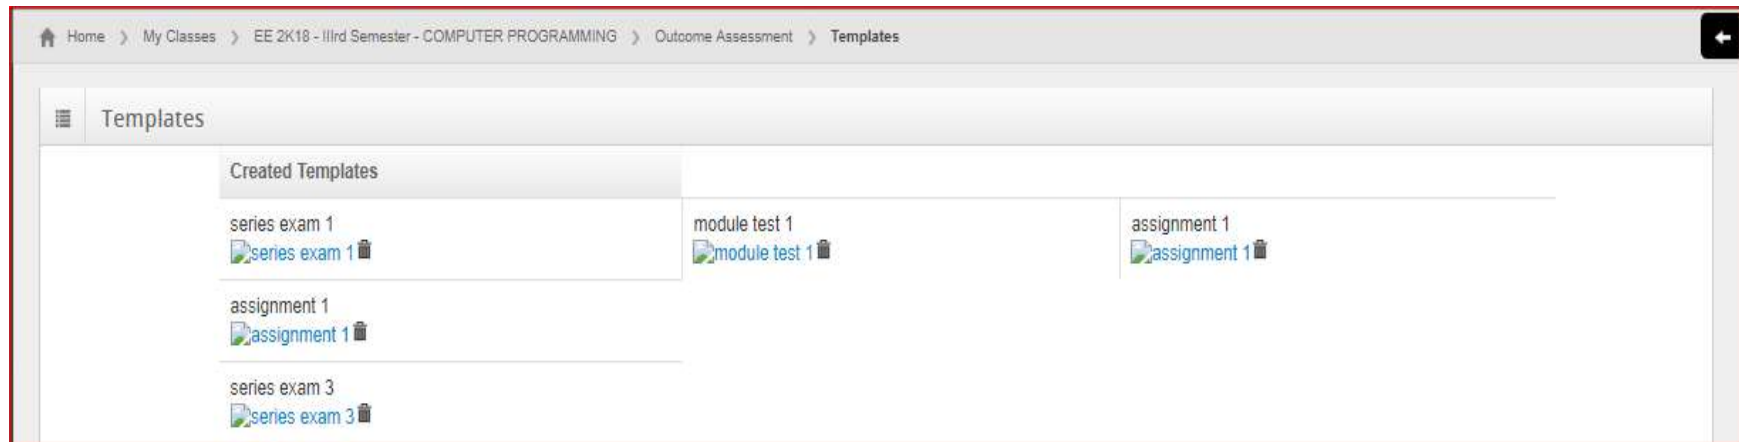 Home > My Classes > EE 2K18 - IIIrd Semester - COMPUTER PROGRAMMING > Outcome Assessment > Templates
Templates
Created Templates
series exam 1 module test 1 assignment 1
series exam 1 module test 1 assignment 1
assignment 1
assignment 1
series exam 3
series exam 3